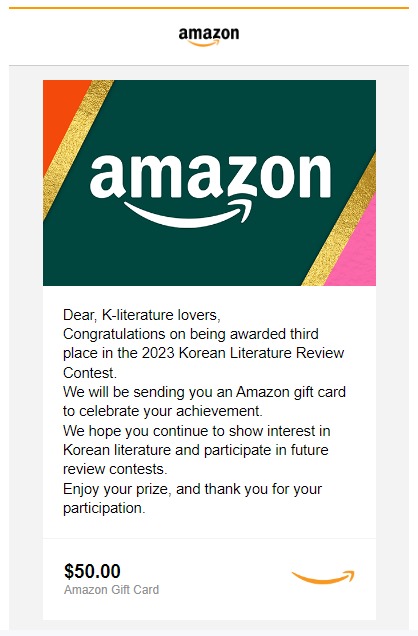 amazon
amazon
Dear, K-literature lovers,
Congratulations on being awarded third
place in the 2023 Korean Literature Review
Contest.
We will be sending you an Amazon gift card
to celebrate your achievement.
We hope you continue to show interest in
Korean literature and participate in future
review contests.
Enjoy your prize, and thank you for your
participation.
$50.00
Amazon Gift Card